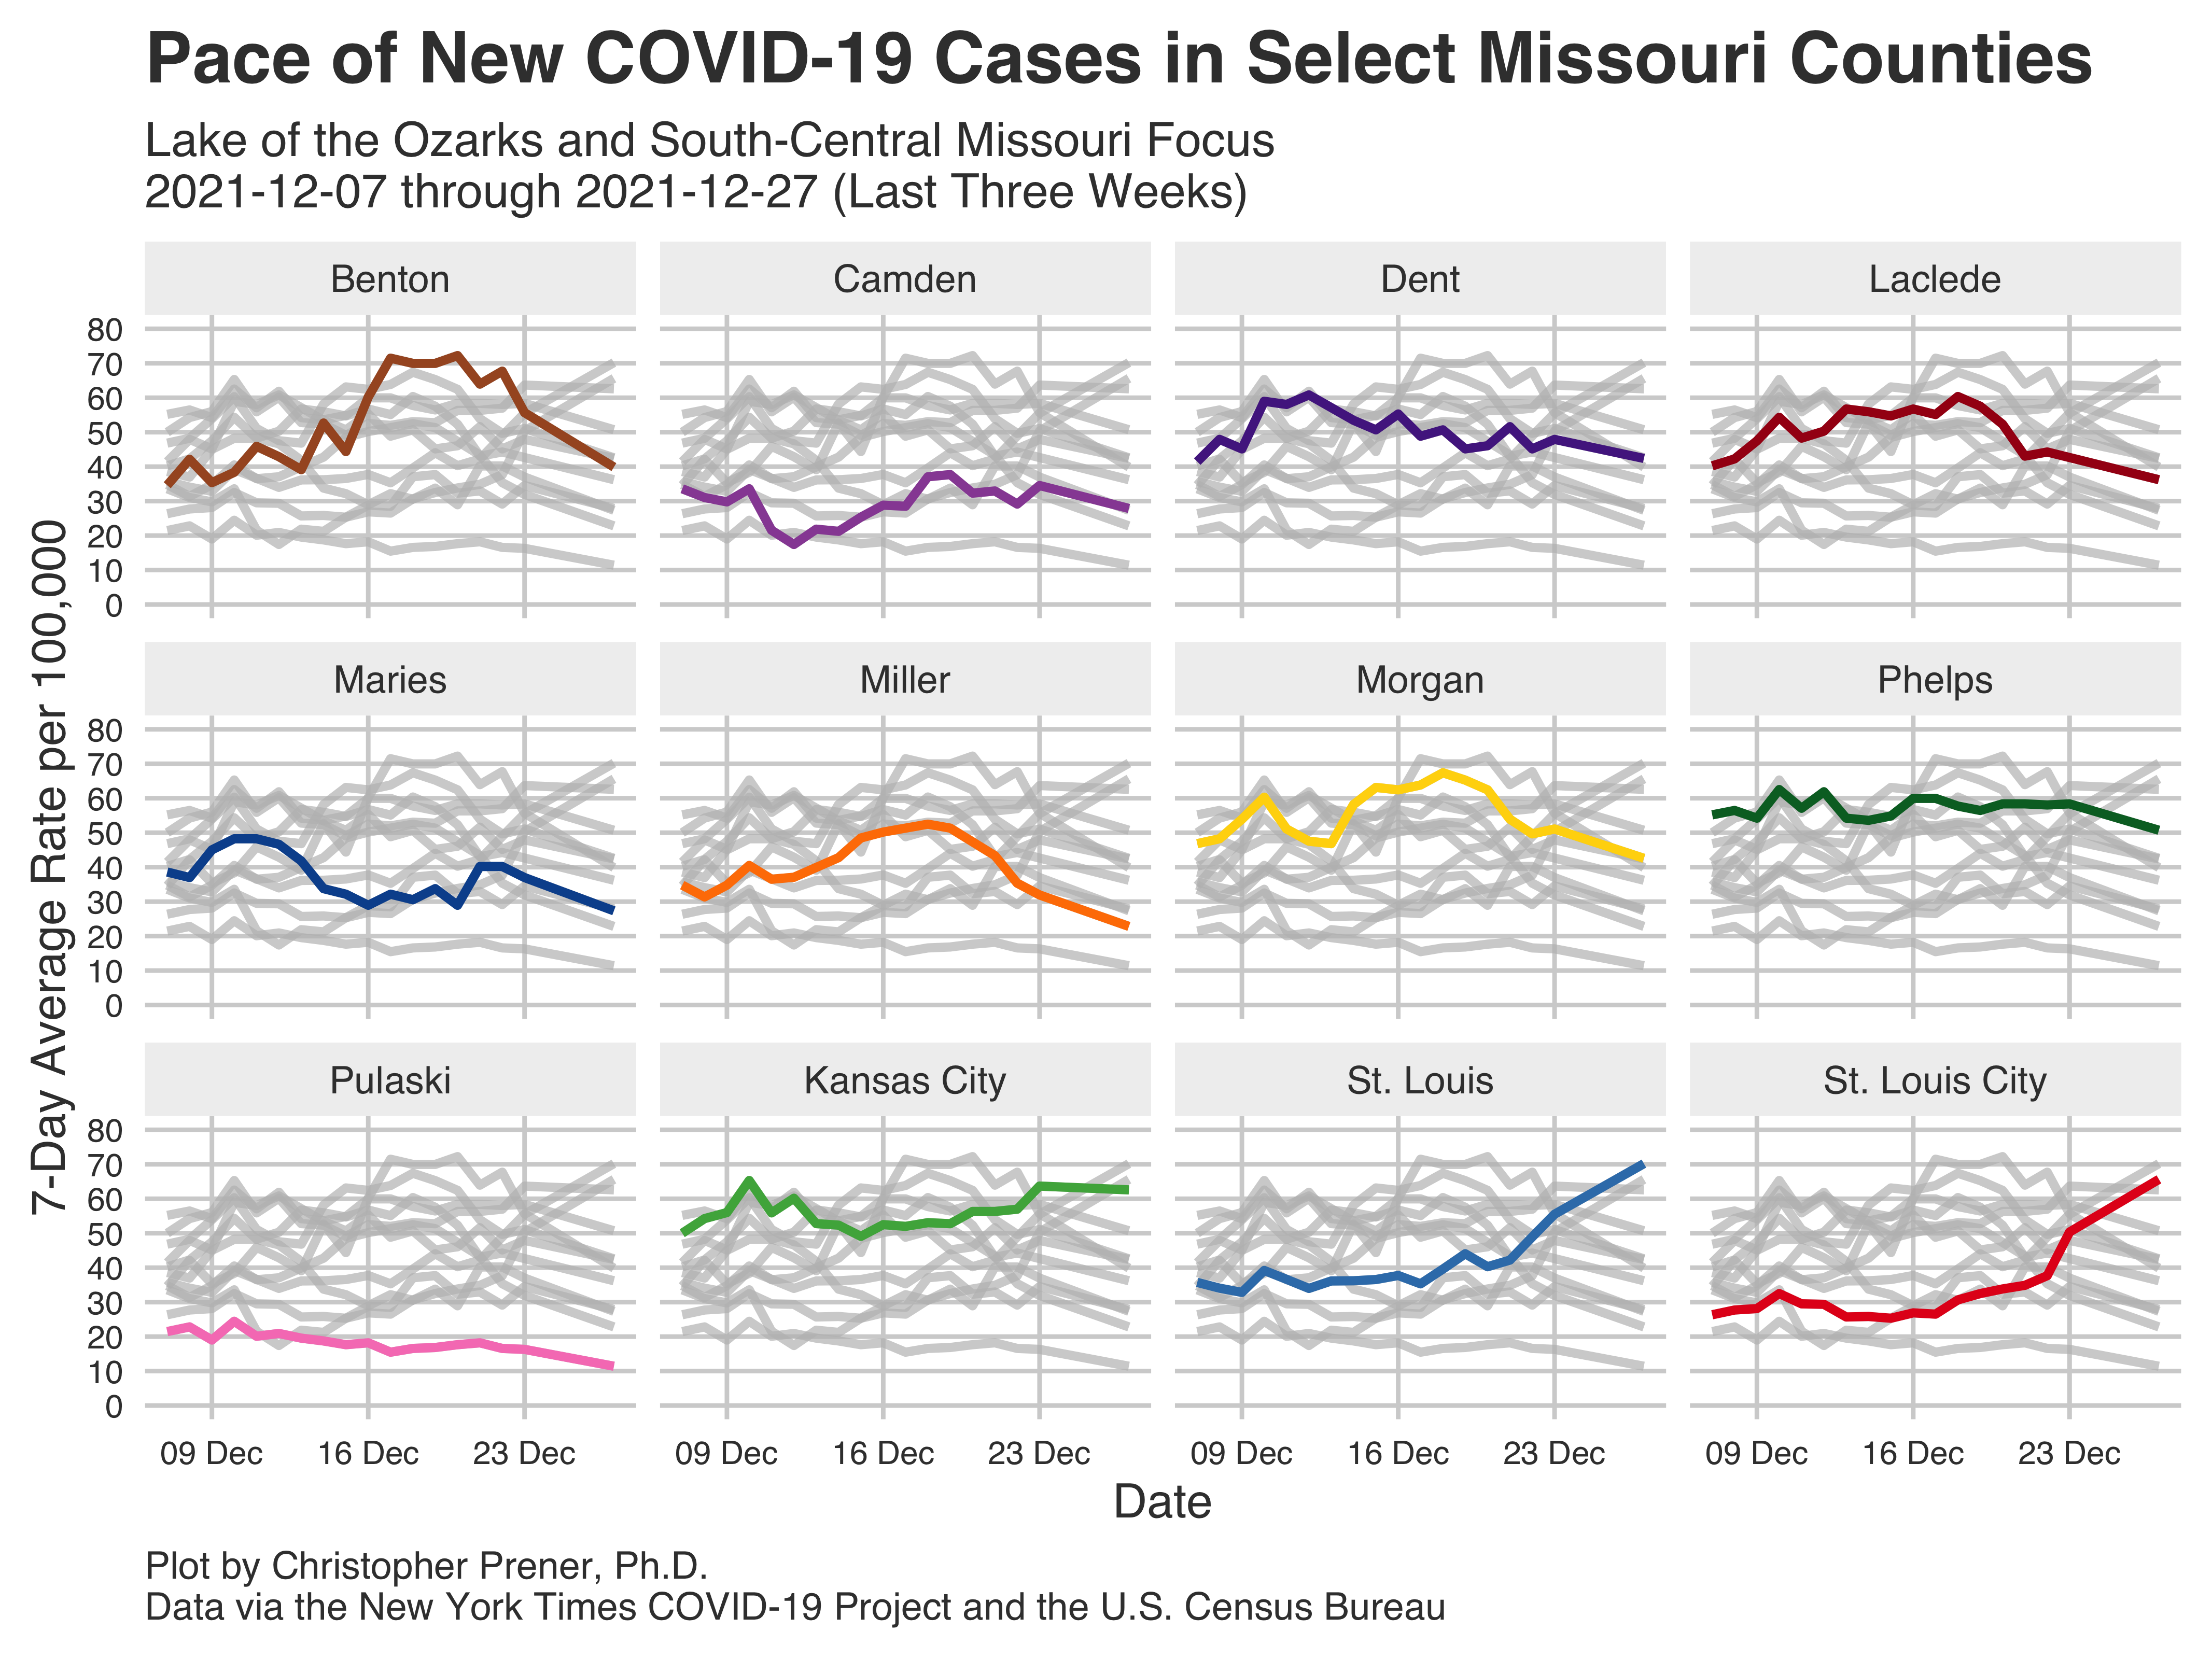 Pace of New COVID-19 Cases in Select Missouri Counties
Lake of the Ozarks and South-Central Missouri Focus
2021-12-07 through 2021-12-27 (Last Three Weeks)
7-Day Average Rate per 100,000
Benton
Camden
Dent
Laclede
80
70
60
50
40
30
20
10
0
Maries
Miller
Morgan
Phelps
80
70
60
50
40
30
20
10
0
Pulaski
Kansas City
St. Louis
St. Louis City
80
70
60
50
40
30
20
10
0
09 Dec
16 Dec
23 Dec
09 Dec
16 Dec
23 Dec
09 Dec
16 Dec
23 Dec
09 Dec
16 Dec
23 Dec
Date
Plot by Christopher Prener, Ph.D.
Data via the New York Times COVID-19 Project and the U.S. Census Bureau